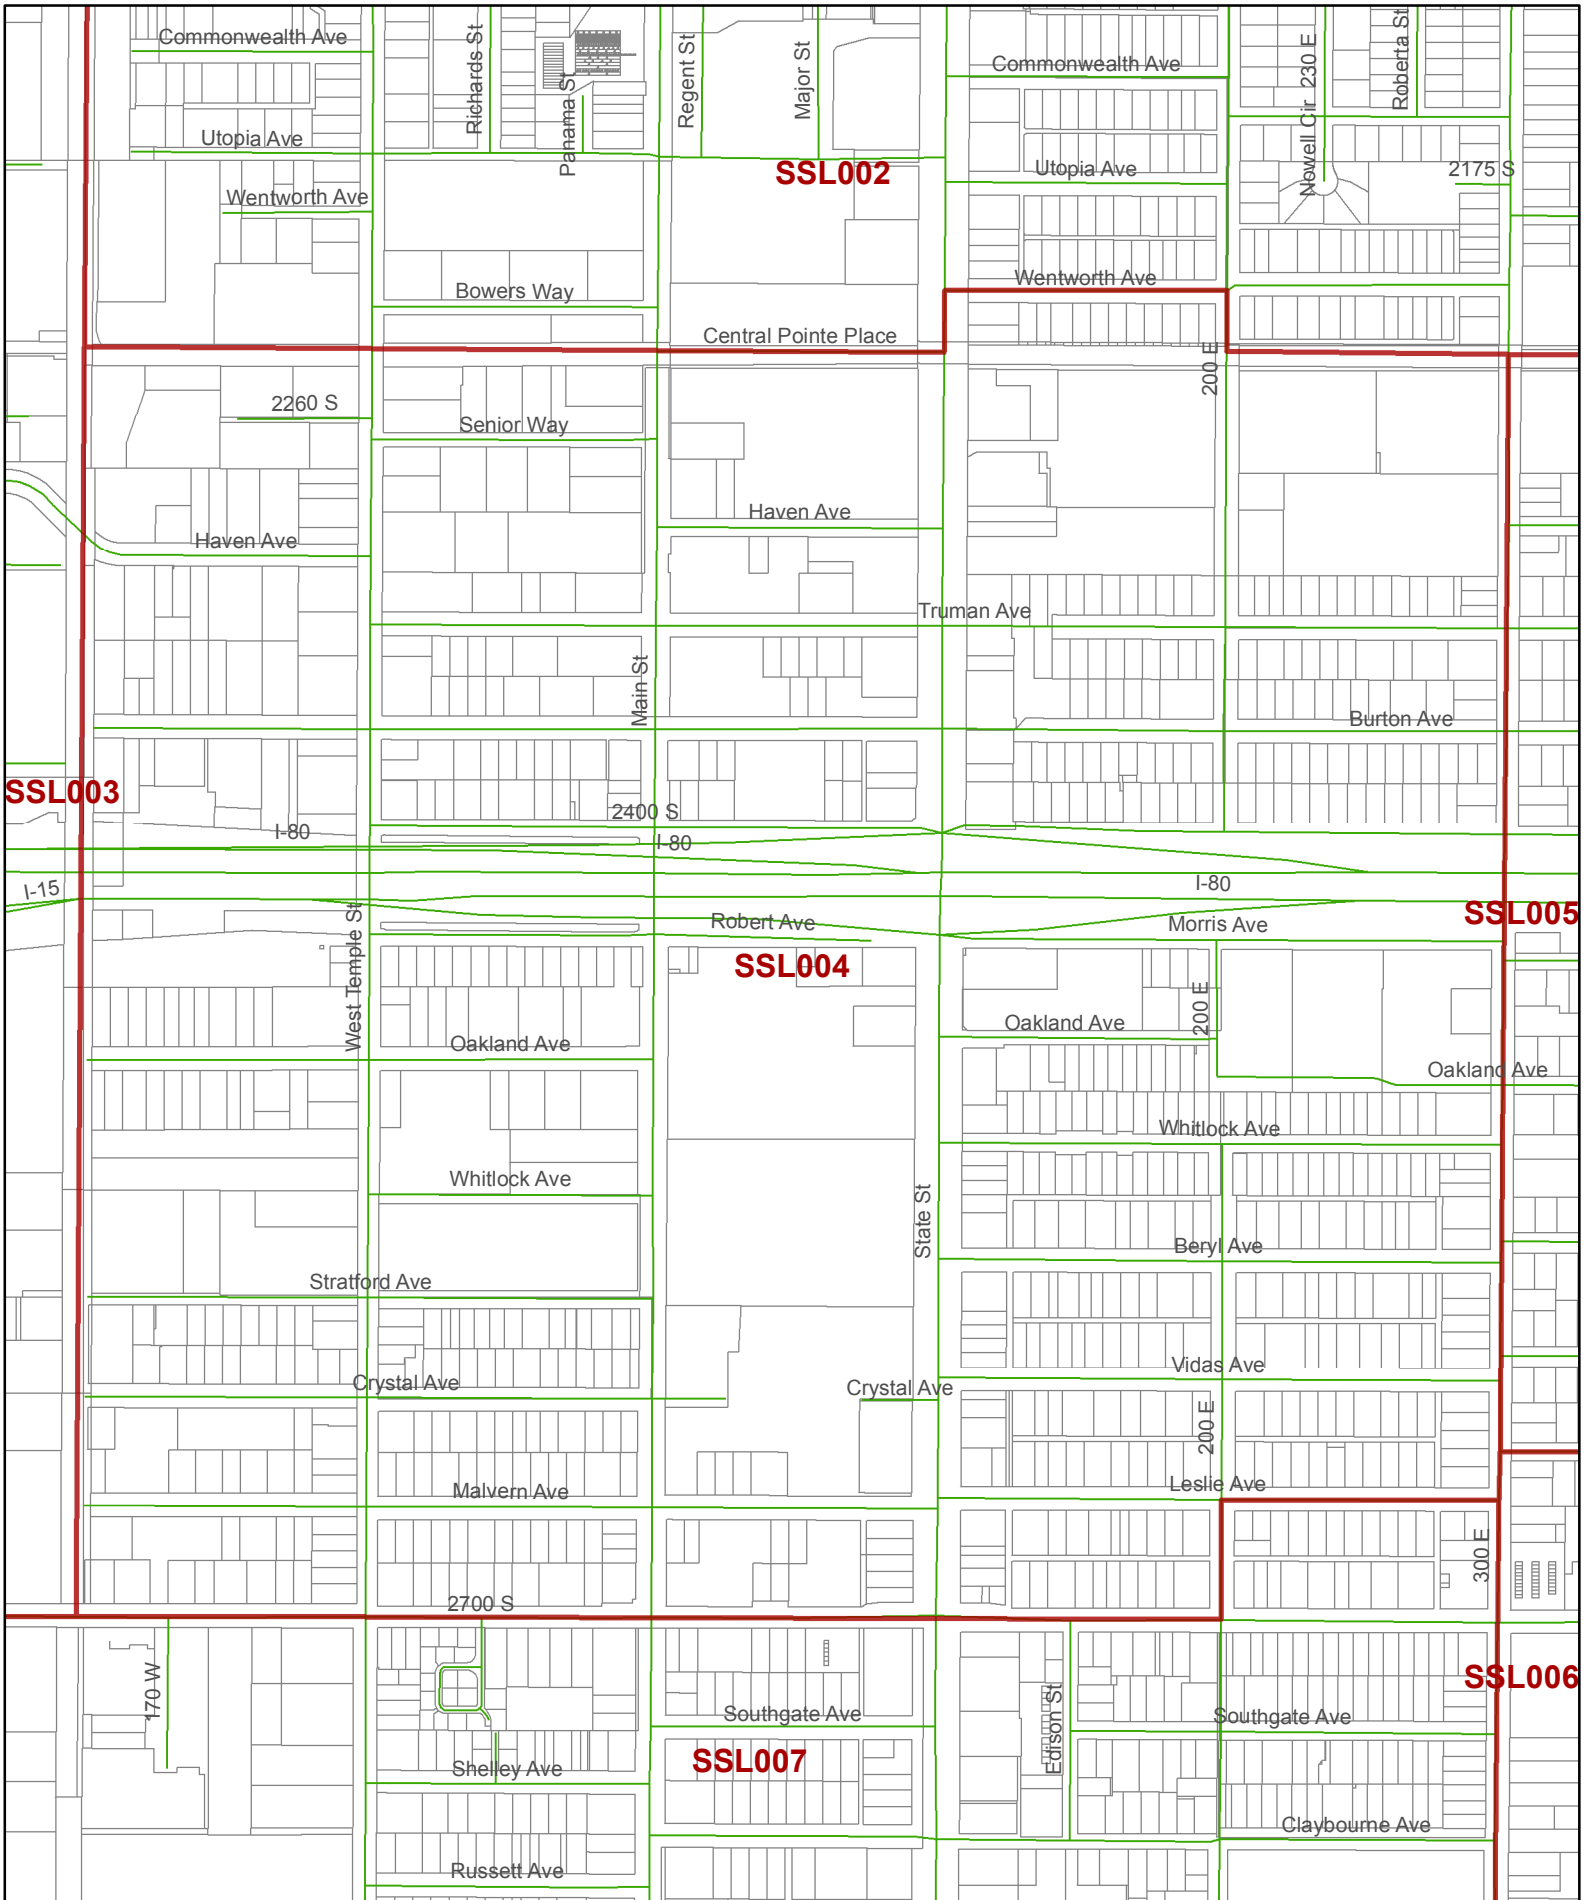 Commonwealth Ave
Richards St
Panama St
Regent St
Major St
Commonwealth Ave
Nowell Cir 230 E
Roberta St
Utopia Ave
SSL002
Utopia Ave
2175 S
Wentworth Ave
Bowers Way
Wentworth Ave
Central Pointe Place
200 E
2260 S
Senior Way
Haven Ave
Haven Ave
Truman Ave
Main St
Burton Ave
SSL003
2400 S
I-80
I-80
I-15
I-80
West Temple St
Robert Ave
Morris Ave
SSL005
SSL004
200 E
Oakland Ave
Oakland Ave
Oakland Ave
Whitlock Ave
Whitlock Ave
State St
Beryl Ave
Stratford Ave
Vidas Ave
Crystal Ave
Crystal Ave
200 E
Malvern Ave
Leslie Ave
300 E
2700 S
170 W
SSL006
Edison St
Southgate Ave
Southgate Ave
SSL007
Shelley Ave
Claybourne Ave
Russett Ave